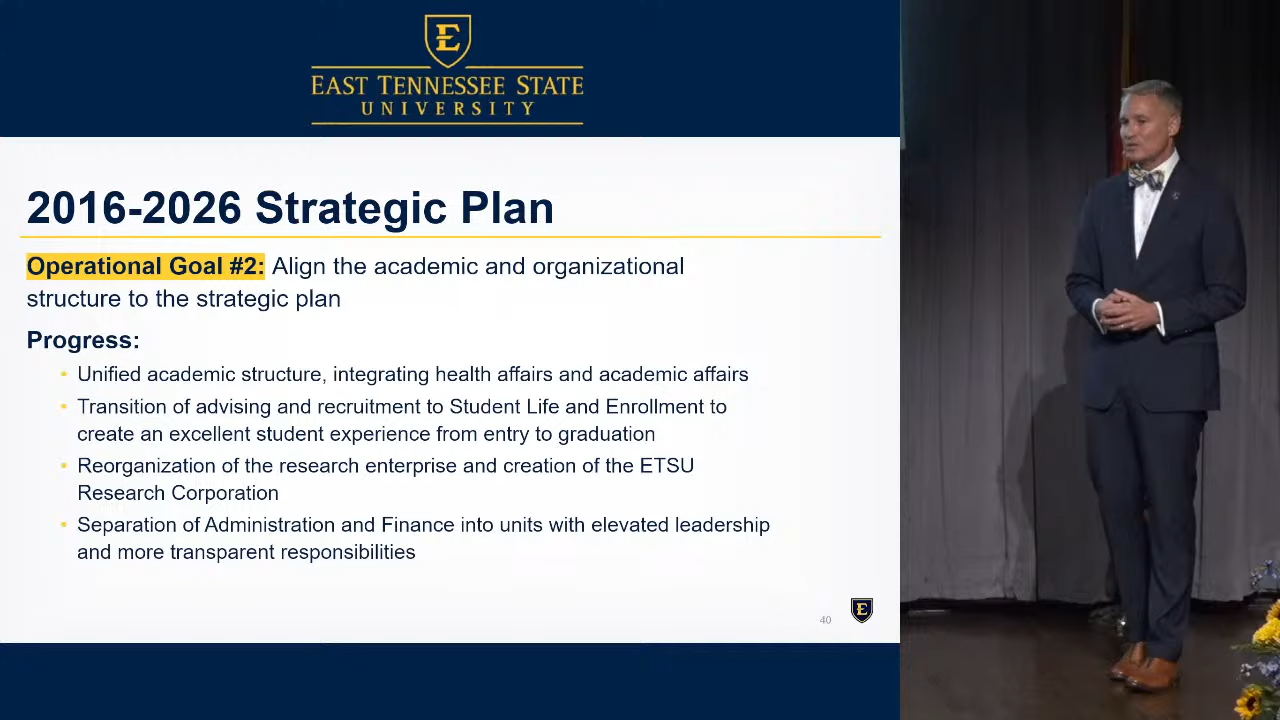 E
EAST TENNESSEE STATE
UNIVERSITY
2016-2026 Strategic Plan
Operational Goal #2: Align the academic and organizational
structure to the strategic plan
Progress:
▪ Unified academic structure, integrating health affairs and academic affairs
▪ Transition of advising and recruitment to Student Life and Enrollment to
create an excellent student experience from entry to graduation
▪ Reorganization of the research enterprise and creation of the ETSU
Research Corporation
▪ Separation of Administration and Finance into units with elevated leadership
and more transparent responsibilities
40
E